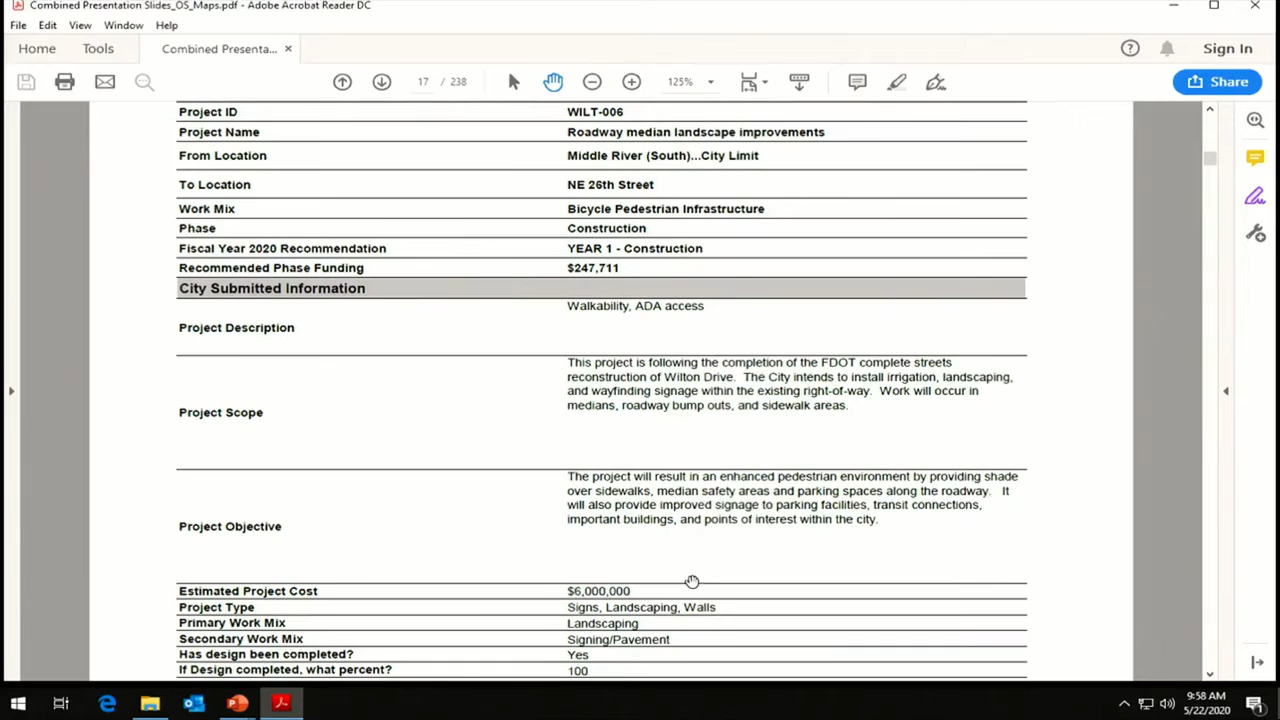 Combined Presentation Slides_OS_Maps.pdf - Adobe Acrobat Reader DC
File Edit View Window Help
Home Tools Combined Presenta... × Sign In
17 / 238 125% Share
Project ID WILT-006
Project Name Roadway median landscape improvements
From Location Middle River (South)...City Limit
To Location NE 26th Street
Work Mix Bicycle Pedestrian Infrastructure
Phase Construction
Fiscal Year 2020 Recommendation YEAR 1 - Construction
Recommended Phase Funding $247,711
City Submitted Information
Project Description Walkability, ADA access
Project Scope This project is following the completion of the FDOT complete streets
reconstruction of Wilton Drive. The City intends to install irrigation, landscaping,
and wayfinding signage within the existing right-of-way. Work will occur in
medians, roadway bump outs, and sidewalk areas.
Project Objective The project will result in an enhanced pedestrian environment by providing shade
over sidewalks, median safety areas and parking spaces along the roadway. It
will also provide improved signage to parking facilities, transit connections,
important buildings, and points of interest within the city.
Estimated Project Cost $6,000,000
Project Type Signs, Landscaping, Walls
Primary Work Mix Landscaping
Secondary Work Mix Signing/Pavement
Has design been completed? Yes
If Design completed, what percent? 100
9:58 AM
5/22/2020